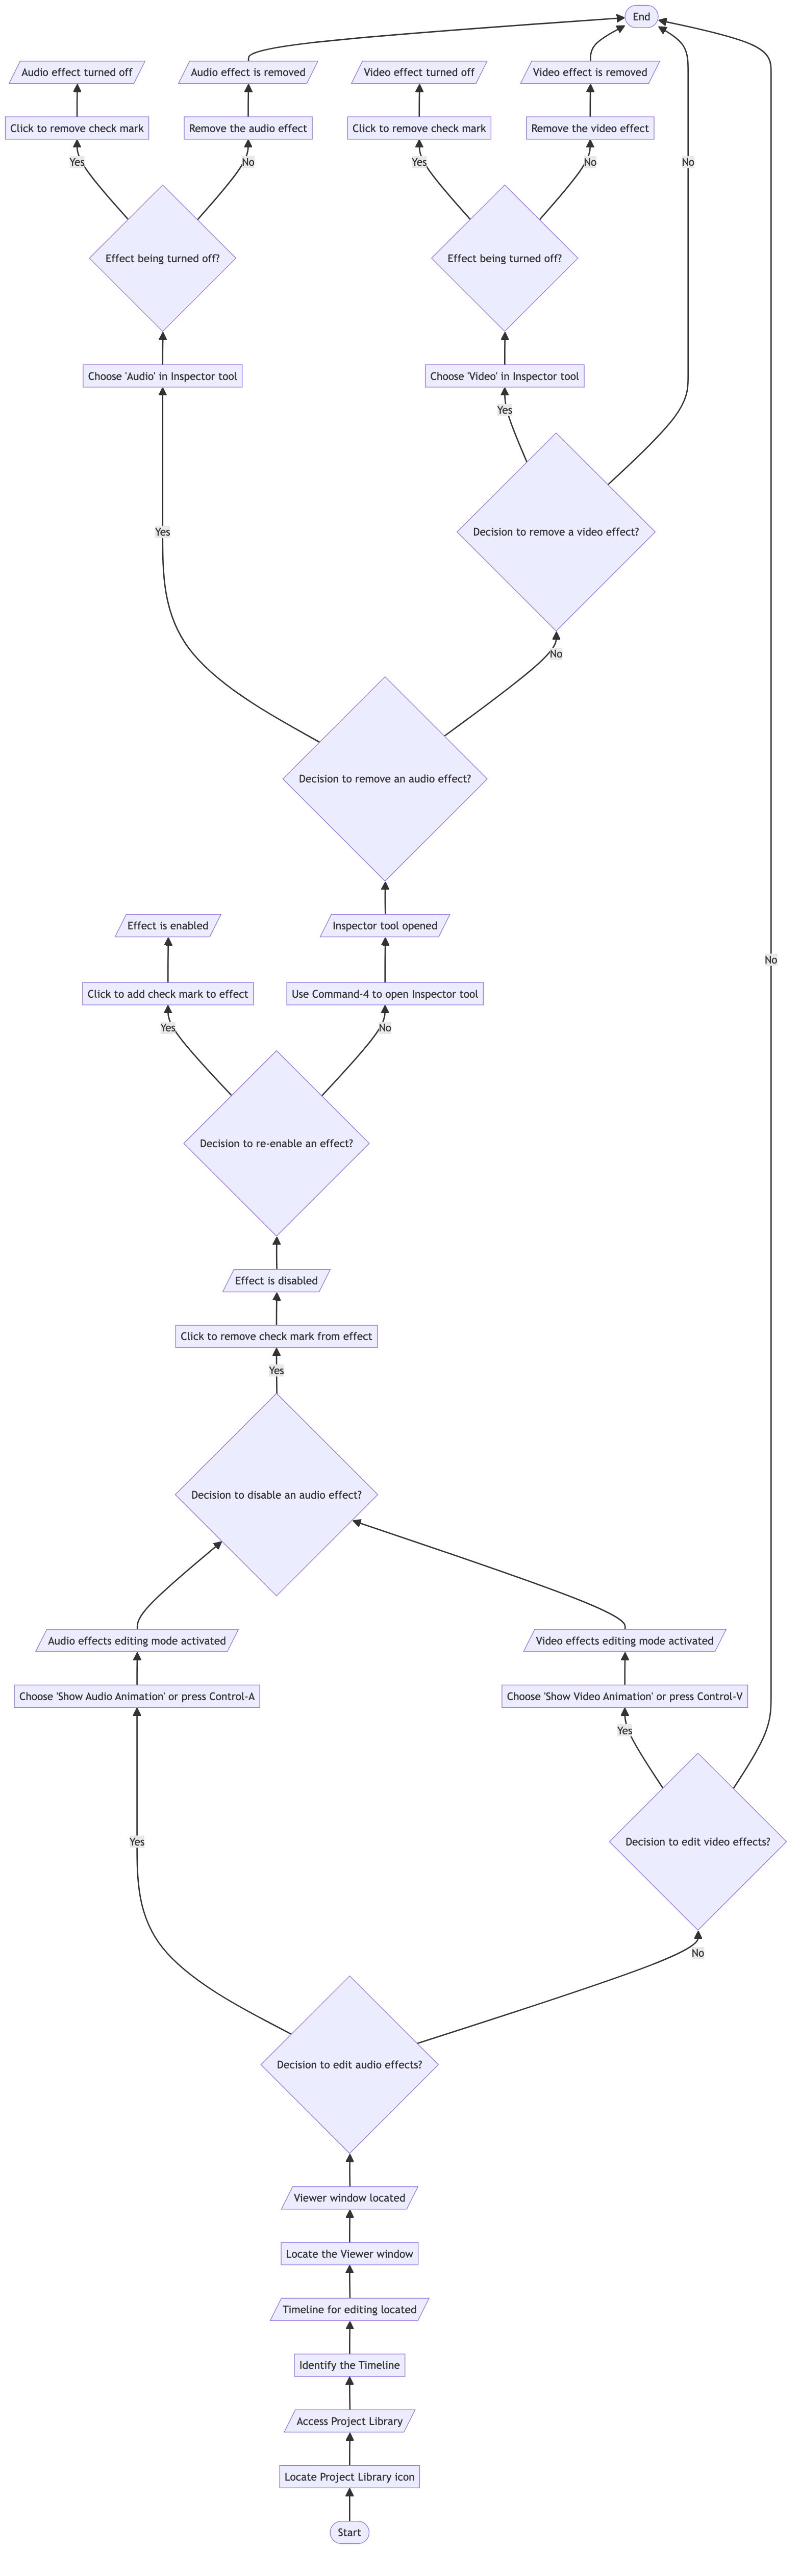 End
Audio effect turned off
Audio effect is removed
Video effect turned off
Video effect is removed
Click to remove check mark
Remove the audio effect
Click to remove check mark
Remove the video effect
Yes
No
Yes
No
No
Effect being turned off?
Effect being turned off?
Choose 'Audio' in Inspector tool
Choose 'Video' in Inspector tool
Yes
Yes
Decision to remove a video effect?
No
Decision to remove an audio effect?
Effect is enabled
Inspector tool opened
No
Click to add check mark to effect
Use Command-4 to open Inspector tool
Yes
No
Decision to re-enable an effect?
Effect is disabled
Click to remove check mark from effect
Yes
Decision to disable an audio effect?
Audio effects editing mode activated
Video effects editing mode activated
Choose 'Show Audio Animation' or press Control-A
Choose 'Show Video Animation' or press Control-V
Yes
Yes
Decision to edit video effects?
No
Decision to edit audio effects?
Viewer window located
Locate the Viewer window
Timeline for editing located
Identify the Timeline
Access Project Library
Locate Project Library icon
Start